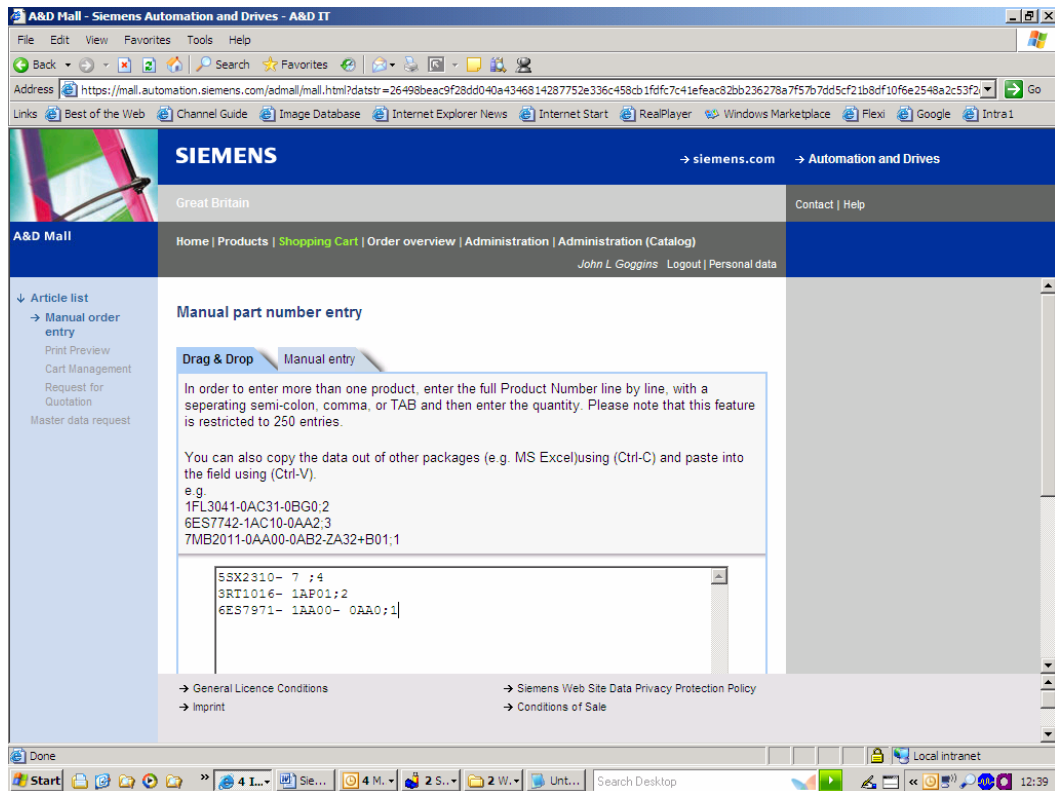 A&D Mall - Siemens Automation and Drives - A&D IT
File Edit View Favorites Tools Help
Back Search Favorites
Address https://mall.automation.siemens.com/admall/mall.html?datstr=26498beac9f28dd040a4346814287752e336c458cb1fdfc7c41efeac82bb236278a7f57b7dd5cf21b8df10f6e2548a2c53f2 Go
Links Best of the Web Channel Guide Image Database Internet Explorer News Internet Start RealPlayer Windows Marketplace Flexi Google Intra1
SIEMENS
→ siemens.com → Automation and Drives
Great Britain
Contact | Help
A&D Mall
Home | Products | Shopping Cart | Order overview | Administration | Administration (Catalog)
John L Goggins Logout | Personal data
↓ Article list
→ Manual order
entry
Print Preview
Cart Management
Request for
Quotation
Master data request
Manual part number entry
Drag & Drop Manual entry
In order to enter more than one product, enter the full Product Number line by line, with a
seperating semi-colon, comma, or TAB and then enter the quantity. Please note that this feature
is restricted to 250 entries.
You can also copy the data out of other packages (e.g. MS Excel)using (Ctrl-C) and paste into
the field using (Ctrl-V).
e.g.
1FL3041-0AC31-0BG0;2
6ES7742-1AC10-0AA2;3
7MB2011-0AA00-0AB2-ZA32+B01;1
5SX2310- 7 ;4
3RT1016- 1AP01;2
6ES7971- 1AA00- 0AA0;1
→ General Licence Conditions → Siemens Web Site Data Privacy Protection Policy
→ Imprint → Conditions of Sale
Done Local intranet
Start » 4 I... Sie... 4 M. 2 S.. 2 W. Unt... Search Desktop « 12:39